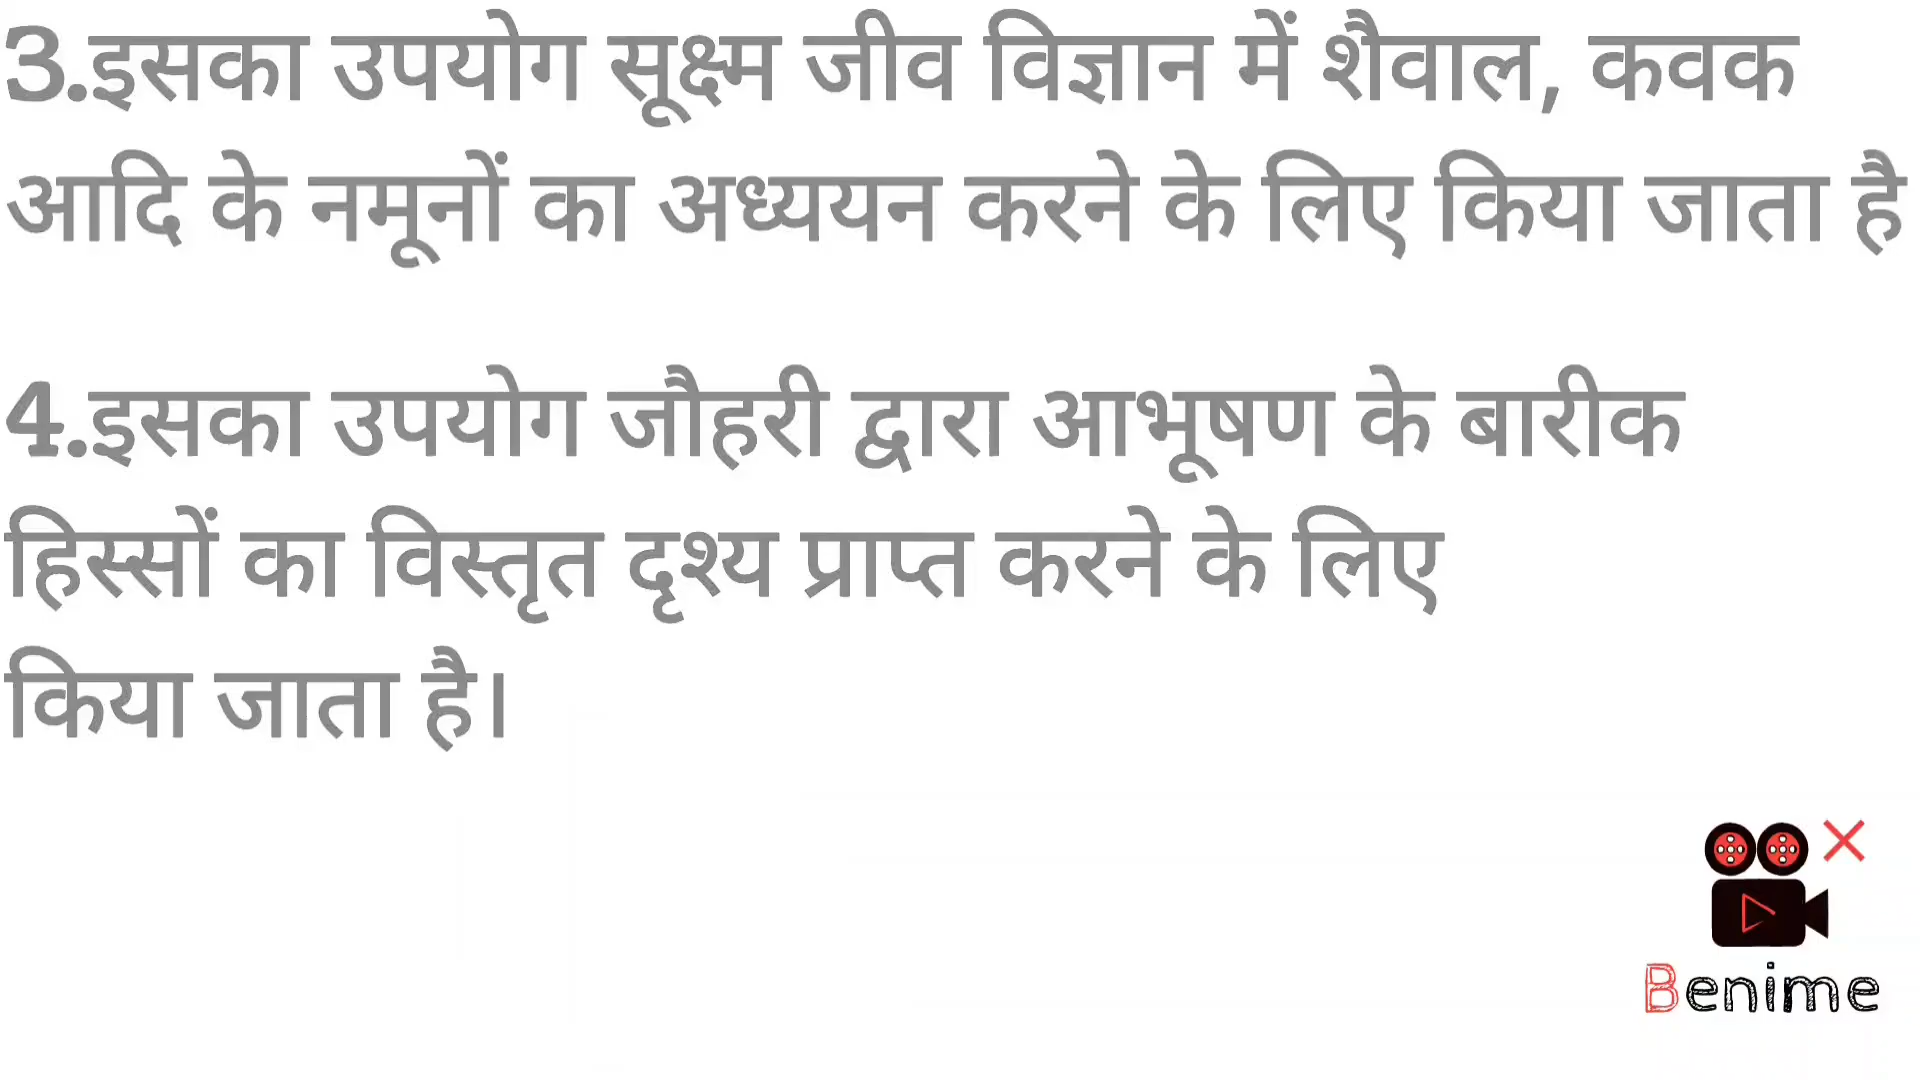 3.इसका उपयोग सूक्ष्म जीव विज्ञान में शैवाल, कवक
आदि के नमूनों का अध्ययन करने के लिए किया जाता है
4.इसका उपयोग जौहरी द्वारा आभूषण के बारीक
हिस्सों का विस्तृत दृश्य प्राप्त करने के लिए
किया जाता है।
Benime